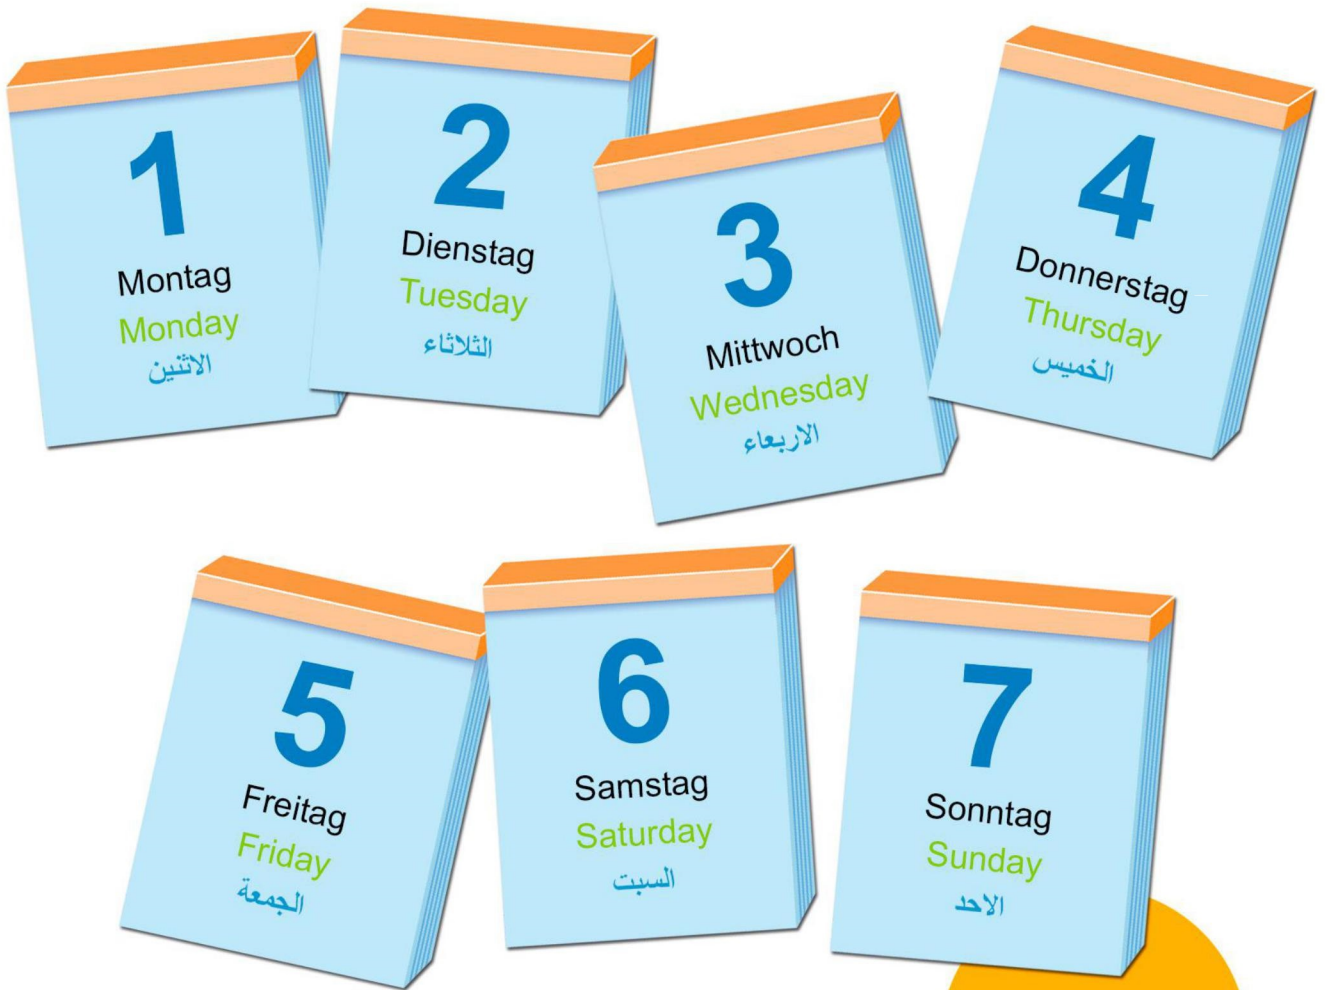 1
Montag
Monday
الاثنين
2
Dienstag
Tuesday
الثلاثاء
3
Mittwoch
Wednesday
الاربعاء
4
Donnerstag
Thursday
الخميس
5
Freitag
Friday
الجمعة
6
Samstag
Saturday
السبت
7
Sonntag
Sunday
الاحد